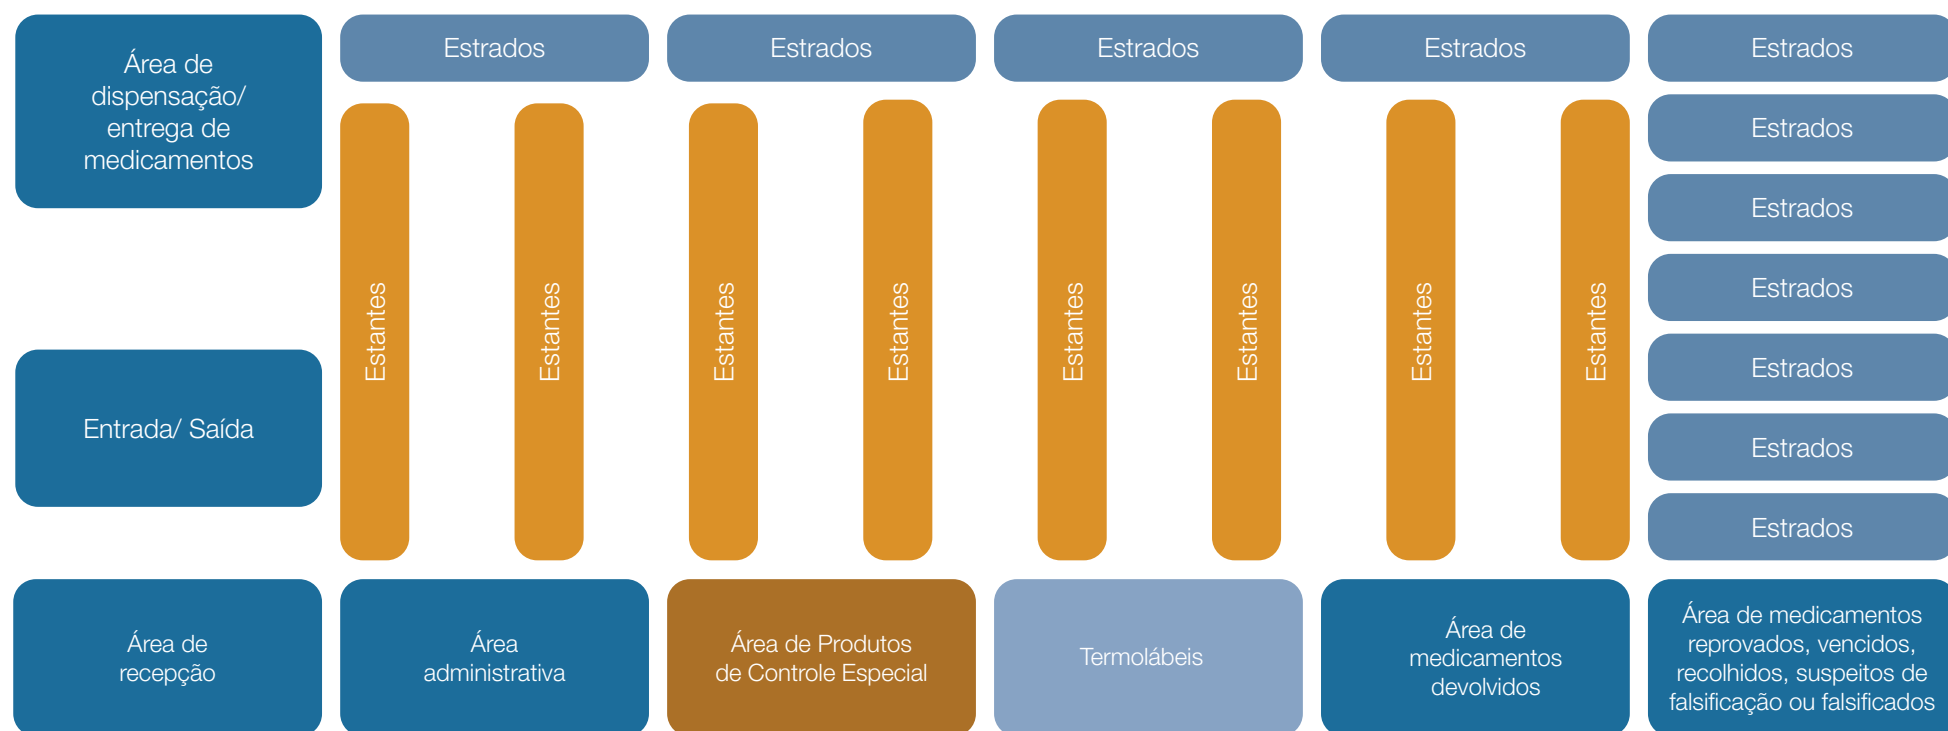 Área de
dispensação/
entrega de
medicamentos
Estrados
Estrados
Estrados
Estrados
Estrados
Estrados
Estrados
Estrados
Estrados
Estrados
Estrados
Estantes
Estantes
Estantes
Estantes
Estantes
Estantes
Estantes
Estantes
Entrada/ Saída
Área de
recepção
Área
administrativa
Área de Produtos
de Controle Especial
Termolábeis
Área de
medicamentos
devolvidos
Área de medicamentos
reprovados, vencidos,
recolhidos, suspeitos de
falsificação ou falsificados